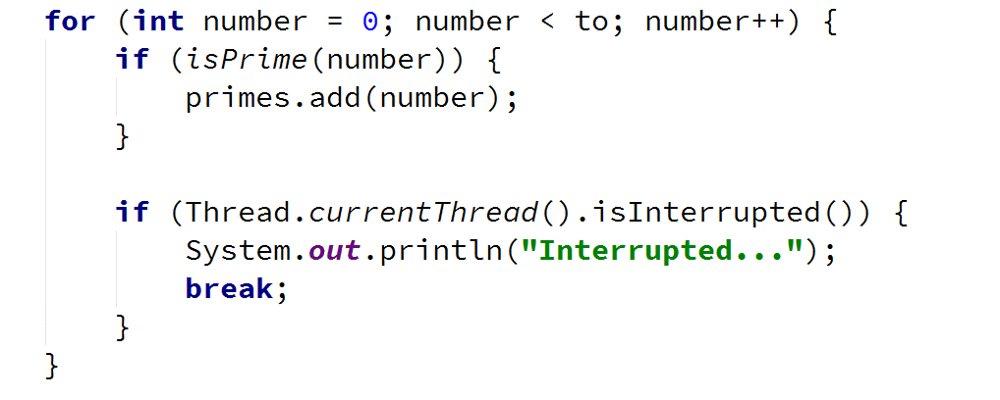 for (int number = 0; number < to; number++) {
    if (isPrime(number)) {
        primes.add(number);
    }

    if (Thread.currentThread().isInterrupted()) {
        System.out.println("Interrupted...");
        break;
    }
}